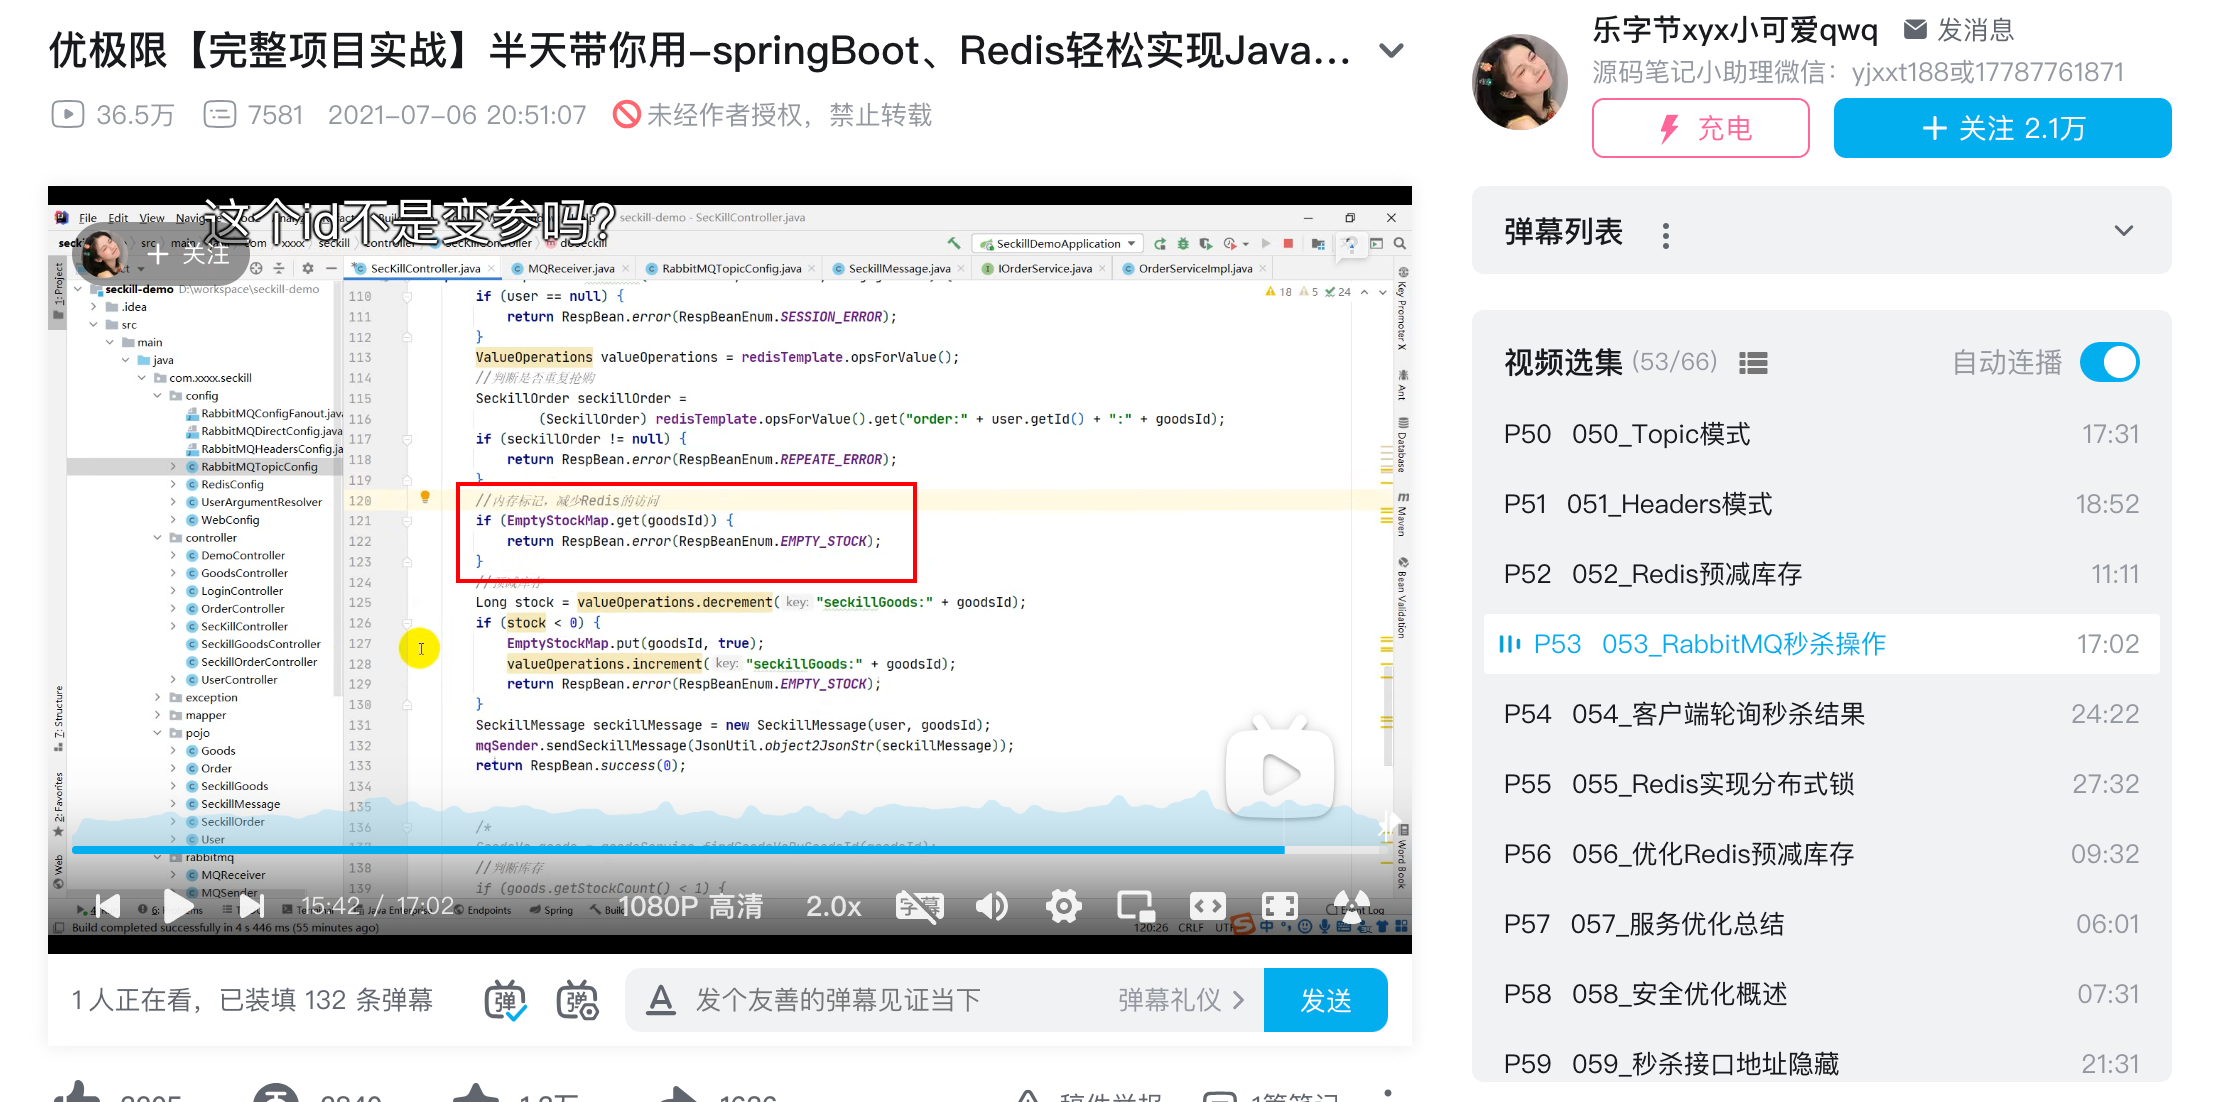 优极限【完整项目实战】半天带你用-springBoot、Redis轻松实现Java...
36.5万 7581 2021-07-06 20:51:07 未经作者授权，禁止转载
乐字节xyx小可爱qwq 发消息
源码笔记小助理微信：yjxxt188或17787761871
充电
+ 关注 2.1万
这个id不是变参吗?
File Edit View
seckill-demo - SecKillController.java
+ 关注
SeckillDemoApplication
SecKillController.java
MQReceiver.java
RabbitMQTopicConfig.java
SeckillMessage.java
IOrderService.java
OrderServiceImpl.java
1: Project
seckill-demo D:\workspace\seckill-demo
.idea
src
main
java
com.xxxx.seckill
config
RabbitMQConfigFanout.java
RabbitMQDirectConfig.java
RabbitMQHeadersConfig.ja
RabbitMQTopicConfig
RedisConfig
UserArgumentResolver
WebConfig
controller
DemoController
GoodsController
LoginController
OrderController
SecKillController
SeckillGoodsController
SeckillOrderController
UserController
exception
mapper
pojo
Goods
Order
SeckillGoods
SeckillMessage
SeckillOrder
User
rabbitmq
MQReceiver
MQSender
7: Structure
2: Favorites
Web
18 5 24
110 if (user == null) {
111 return RespBean.error(RespBeanEnum.SESSION_ERROR);
112 }
113 ValueOperations valueOperations = redisTemplate.opsForValue();
114 //判断是否重复抢购
115 SeckillOrder seckillOrder =
116 (SeckillOrder) redisTemplate.opsForValue().get("order:" + user.getId() + ":" + goodsId);
117 if (seckillOrder != null) {
118 return RespBean.error(RespBeanEnum.REPEATE_ERROR);
119 }
120 //内存标记，减少Redis的访问
121 if (EmptyStockMap.get(goodsId)) {
122 return RespBean.error(RespBeanEnum.EMPTY_STOCK);
123 }
124 //预减库存
125 Long stock = valueOperations.decrement( key: "seckillGoods:" + goodsId);
126 if (stock < 0) {
127 EmptyStockMap.put(goodsId, true);
128 valueOperations.increment( key: "seckillGoods:" + goodsId);
129 return RespBean.error(RespBeanEnum.EMPTY_STOCK);
130 }
131 SeckillMessage seckillMessage = new SeckillMessage(user, goodsId);
132 mqSender.sendSeckillMessage(JsonUtil.object2JsonStr(seckillMessage));
133 return RespBean.success(0);
134
135
136 /*
138 //判断库存
139 if (goods.getStockCount() < 1) {
Key Promoter X
Ant
Database
Maven
Bean Validation
Word Book
15:42 / 17:02
1080P 高清
2.0x
字幕
Endpoints
Spring
Build completed successfully in 4 s 446 ms (55 minutes ago)
120:26 CRLF
中
1人正在看，已装填 132 条弹幕
弹
弹
发个友善的弹幕见证当下
弹幕礼仪
发送
弹幕列表
视频选集 (53/66)
自动连播
P50 050_Topic模式 17:31
P51 051_Headers模式 18:52
P52 052_Redis预减库存 11:11
P53 053_RabbitMQ秒杀操作 17:02
P54 054_客户端轮询秒杀结果 24:22
P55 055_Redis实现分布式锁 27:32
P56 056_优化Redis预减库存 09:32
P57 057_服务优化总结 06:01
P58 058_安全优化概述 07:31
P59 059_秒杀接口地址隐藏 21:31